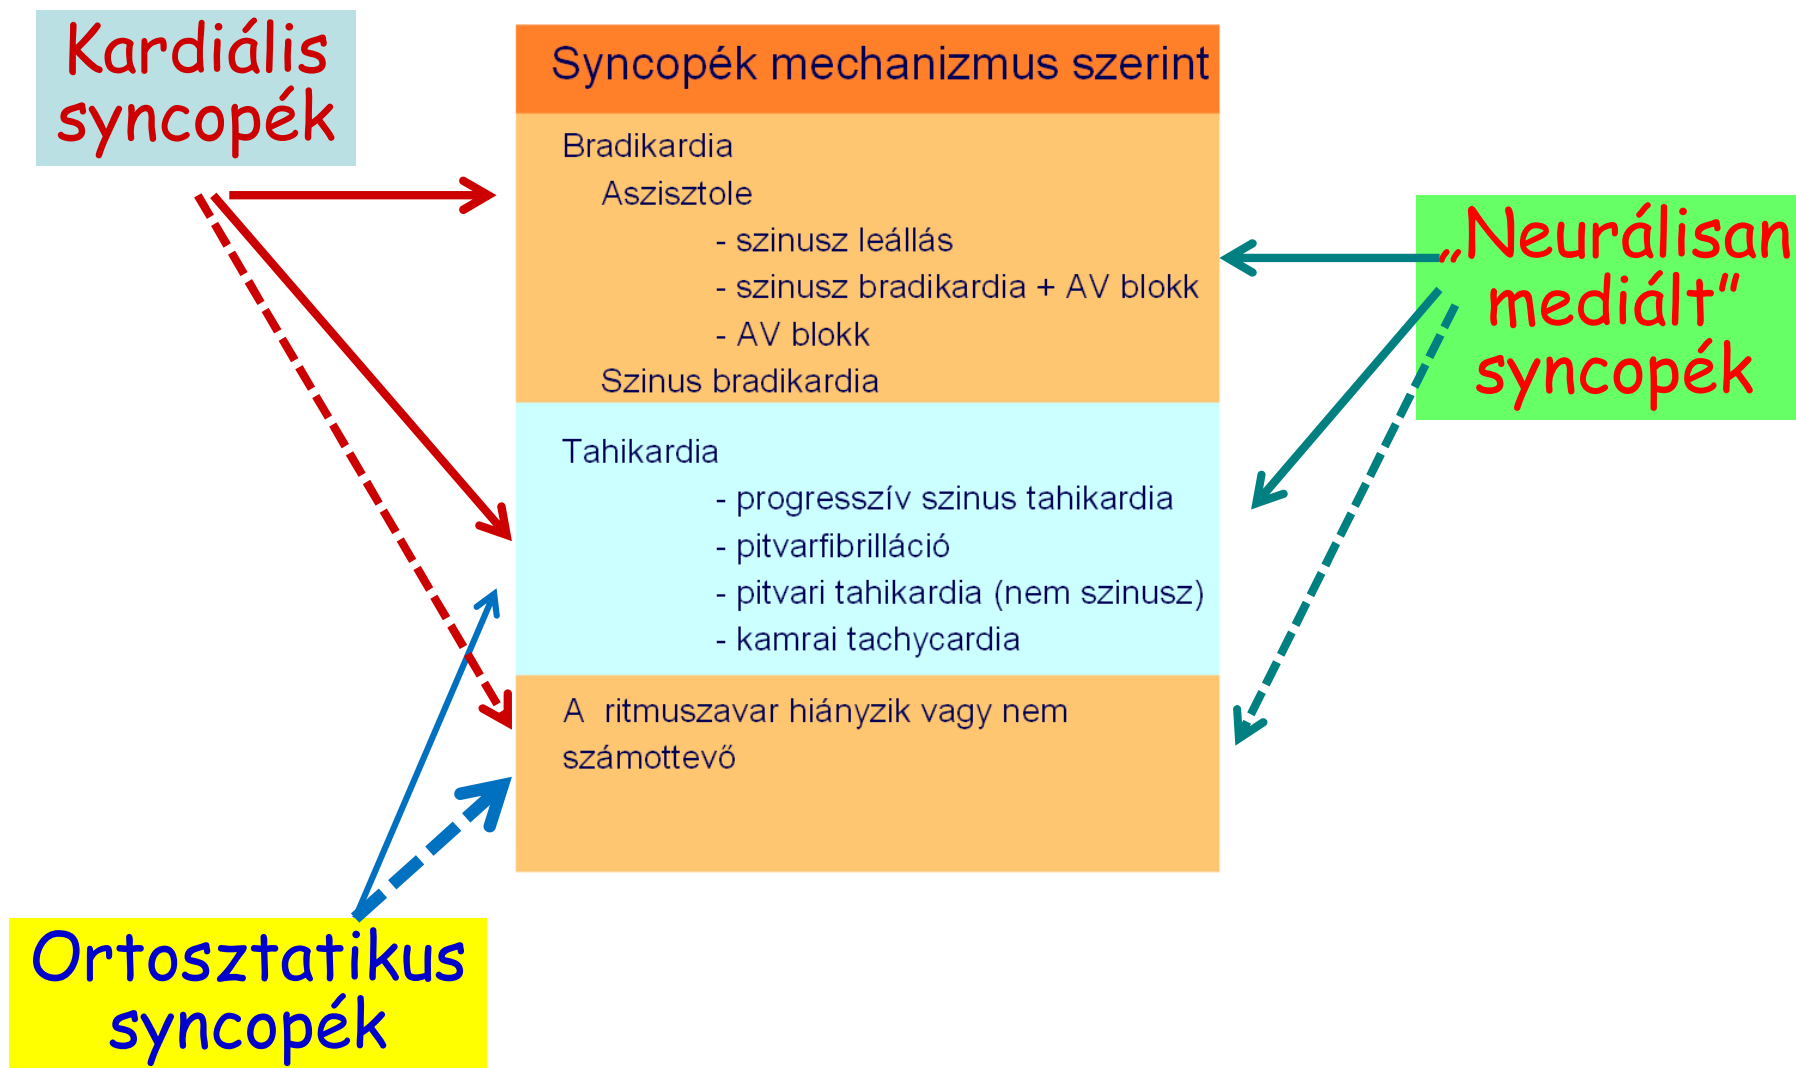 Kardiális
syncopék
Syncopék mechanizmus szerint
Bradikardia
Aszisztole
- szinusz leállás
- szinusz bradikardia + AV blokk
- AV blokk
Szinus bradikardia
Tahikardia
- progresszív szinus tahikardia
- pitvarfibrilláció
- pitvari tahikardia (nem szinusz)
- kamrai tachycardia
A ritmuszavar hiányzik vagy nem
számottevő
„Neurálisan
mediált”
syncopék
Ortosztatikus
syncopék